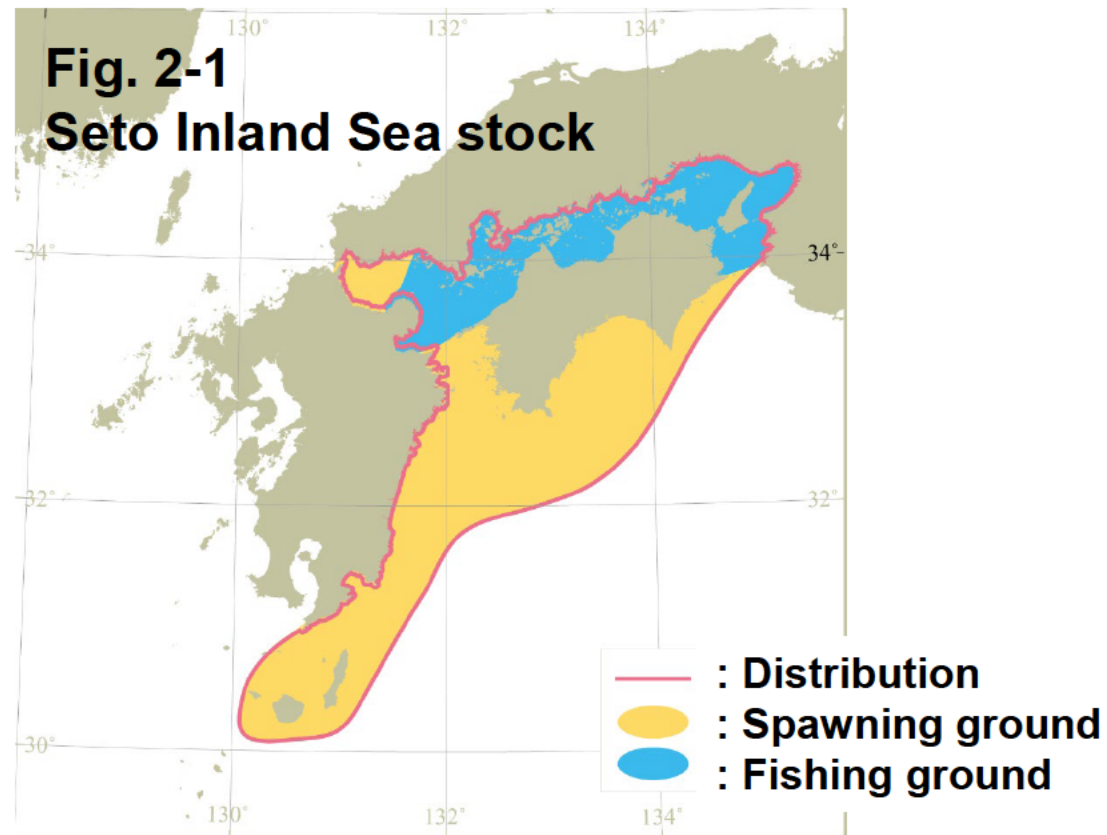 130° 132° 134°
Fig. 2-1
Seto Inland Sea stock
34° 34°
32° 32°
: Distribution
: Spawning ground
30° : Fishing ground
130° 132° 134°